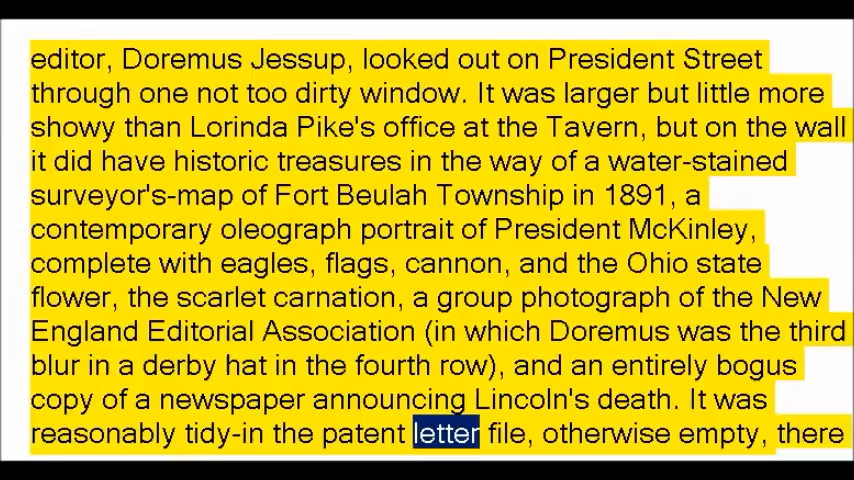 editor, Doremus Jessup, looked out on President Street
through one not too dirty window. It was larger but little more
showy than Lorinda Pike's office at the Tavern, but on the wall
it did have historic treasures in the way of a water-stained
surveyor's-map of Fort Beulah Township in 1891, a
contemporary oleograph portrait of President McKinley,
complete with eagles, flags, cannon, and the Ohio state
flower, the scarlet carnation, a group photograph of the New
England Editorial Association (in which Doremus was the third
blur in a derby hat in the fourth row), and an entirely bogus
copy of a newspaper announcing Lincoln's death. It was
reasonably tidy-in the patent letter file, otherwise empty, there